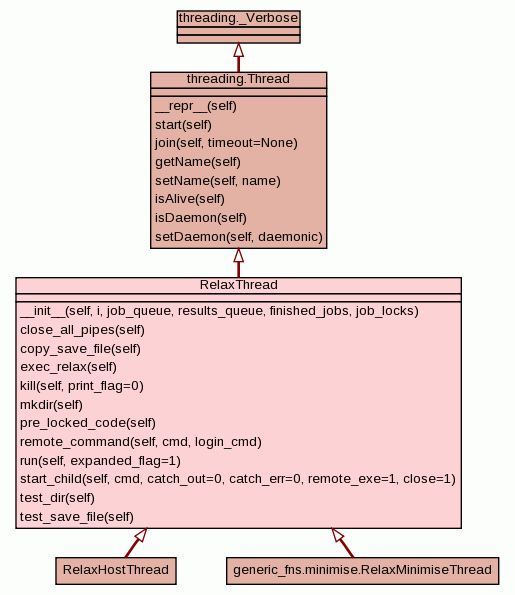 threading._Verbose
threading.Thread
__repr__(self)
start(self)
join(self, timeout=None)
getName(self)
setName(self, name)
isAlive(self)
isDaemon(self)
setDaemon(self, daemonic)
RelaxThread
__init__(self, i, job_queue, results_queue, finished_jobs, job_locks)
close_all_pipes(self)
copy_save_file(self)
exec_relax(self)
kill(self, print_flag=0)
mkdir(self)
pre_locked_code(self)
remote_command(self, cmd, login_cmd)
run(self, expanded_flag=1)
start_child(self, cmd, catch_out=0, catch_err=0, remote_exe=1, close=1)
test_dir(self)
test_save_file(self)
RelaxHostThread
generic_fns.minimise.RelaxMinimiseThread